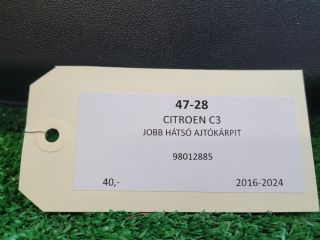 47-28
CITROEN C3
JOBB HÁTSÓ AJTÓKÁRPIT
98012885
40,- 2016-2024